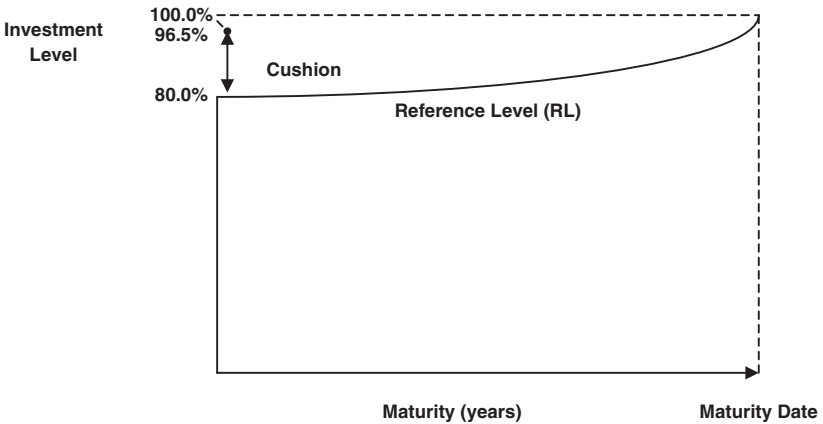 100.0%
Investment
Level
96.5%
Cushion
80.0%
Reference Level (RL)
Maturity (years)
Maturity Date